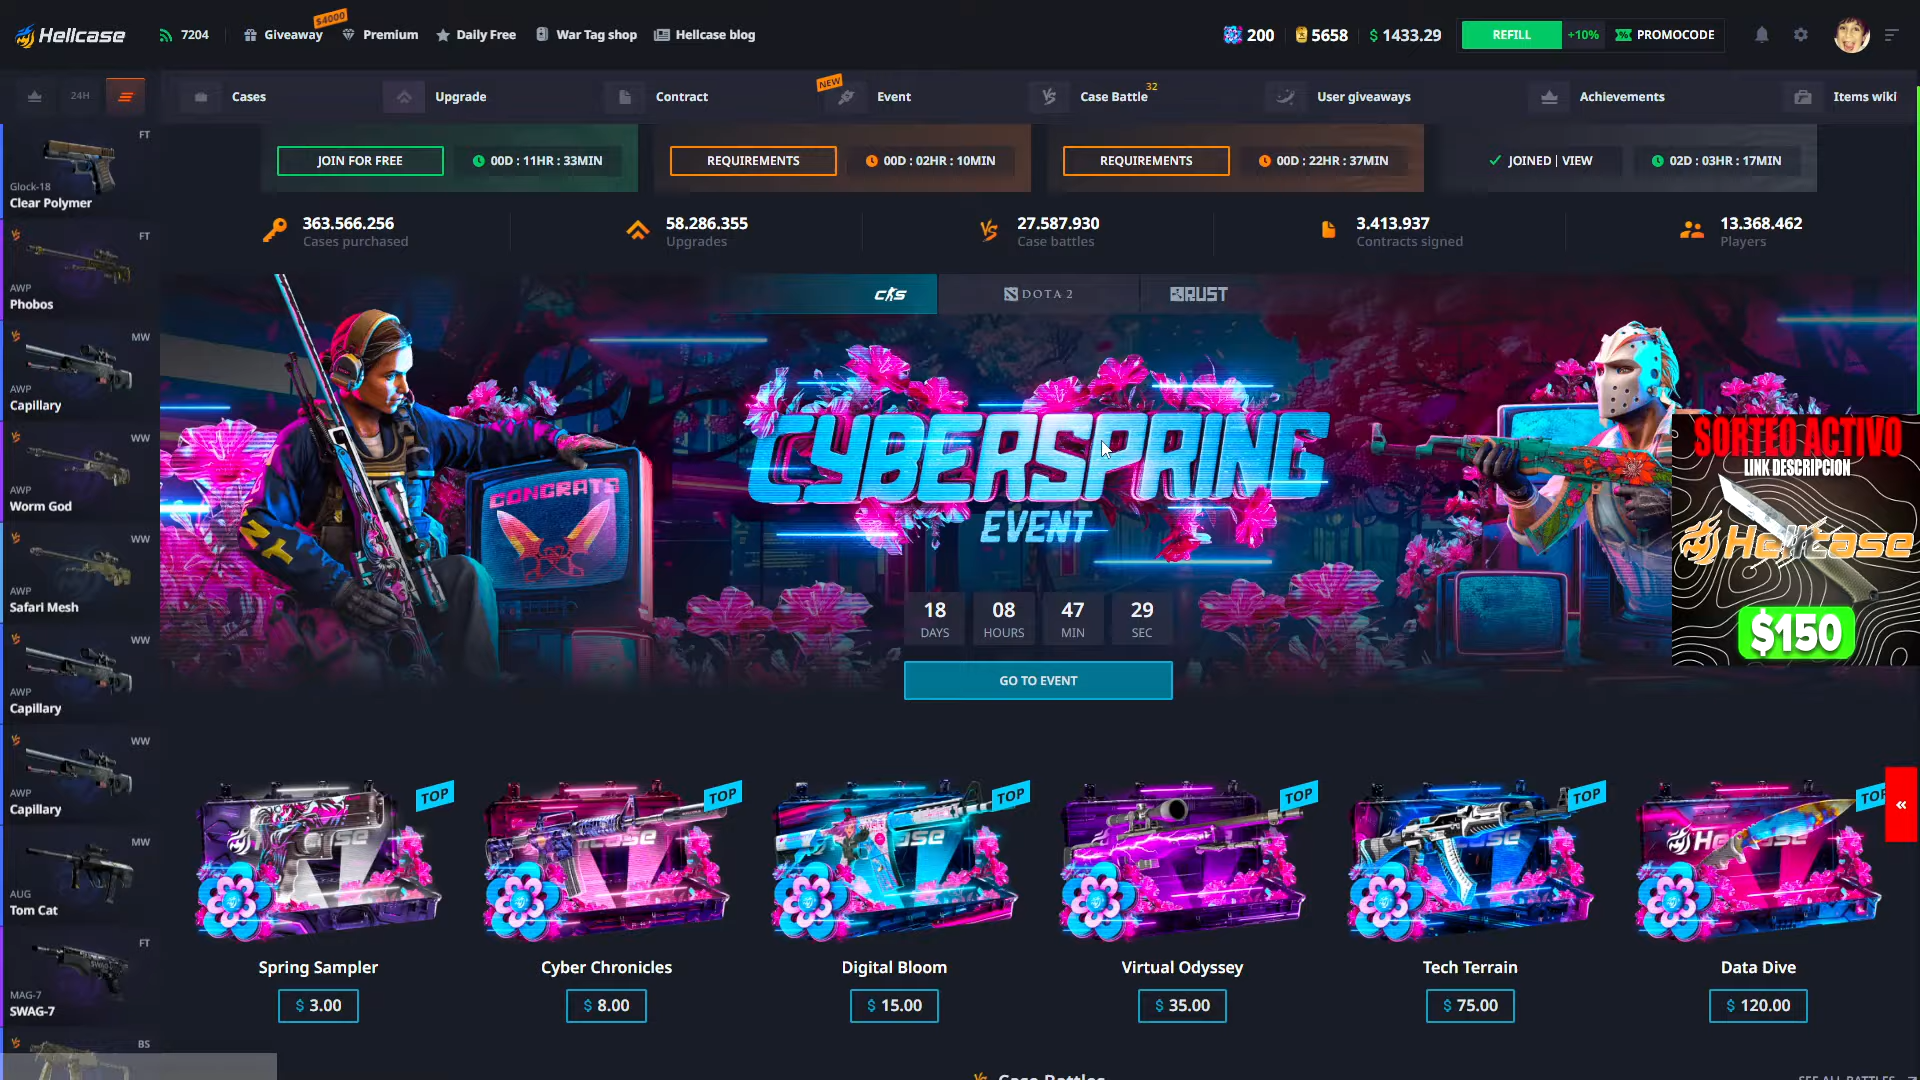 Hellcase
7204
Giveaway
$4000
Premium
Daily Free
War Tag shop
Hellcase blog
200
5658
$ 1433.29
REFILL
+10%
PROMOCODE
24H
Cases
Upgrade
Contract
NEW
Event
Case Battle
32
User giveaways
Achievements
Items wiki
JOIN FOR FREE
00D : 11HR : 33MIN
REQUIREMENTS
00D : 02HR : 10MIN
REQUIREMENTS
00D : 22HR : 37MIN
JOINED | VIEW
02D : 03HR : 17MIN
363.566.256
Cases purchased
58.286.355
Upgrades
27.587.930
Case battles
3.413.937
Contracts signed
13.368.462
Players
FT
Glock-18
Clear Polymer
FT
AWP
Phobos
MW
AWP
Capillary
WW
AWP
Worm God
WW
AWP
Safari Mesh
WW
AWP
Capillary
WW
AWP
Capillary
MW
AUG
Tom Cat
FT
MAG-7
SWAG-7
BS
CS
DOTA 2
RUST
CONGRATS
CYBERSPRING
EVENT
18
DAYS
08
HOURS
47
MIN
29
SEC
GO TO EVENT
SORTEO ACTIVO
LINK DESCRIPCION
Hellcase
$150
TOP
TOP
TOP
TOP
TOP
TOP
«
Spring Sampler
$ 3.00
Cyber Chronicles
$ 8.00
Digital Bloom
$ 15.00
Virtual Odyssey
$ 35.00
Tech Terrain
$ 75.00
Data Dive
$ 120.00
Case Battles
SEE ALL BATTLES